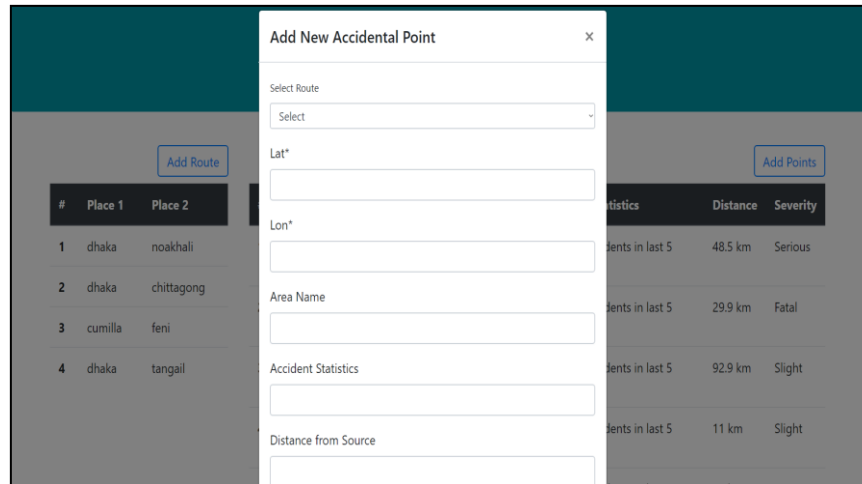 Add New Accidental Point ×
Select Route
Select
Lat*
Lon*
Area Name
Accident Statistics
Distance from Source
Add Route
# Place 1 Place 2
1 dhaka noakhali
2 dhaka chittagong
3 cumilla feni
4 dhaka tangail
Add Points
tistics Distance Severity
dents in last 5 48.5 km Serious
dents in last 5 29.9 km Fatal
dents in last 5 92.9 km Slight
dents in last 5 11 km Slight